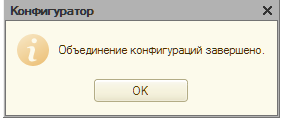 Конфигуратор
Объединение конфигураций завершено.
OK